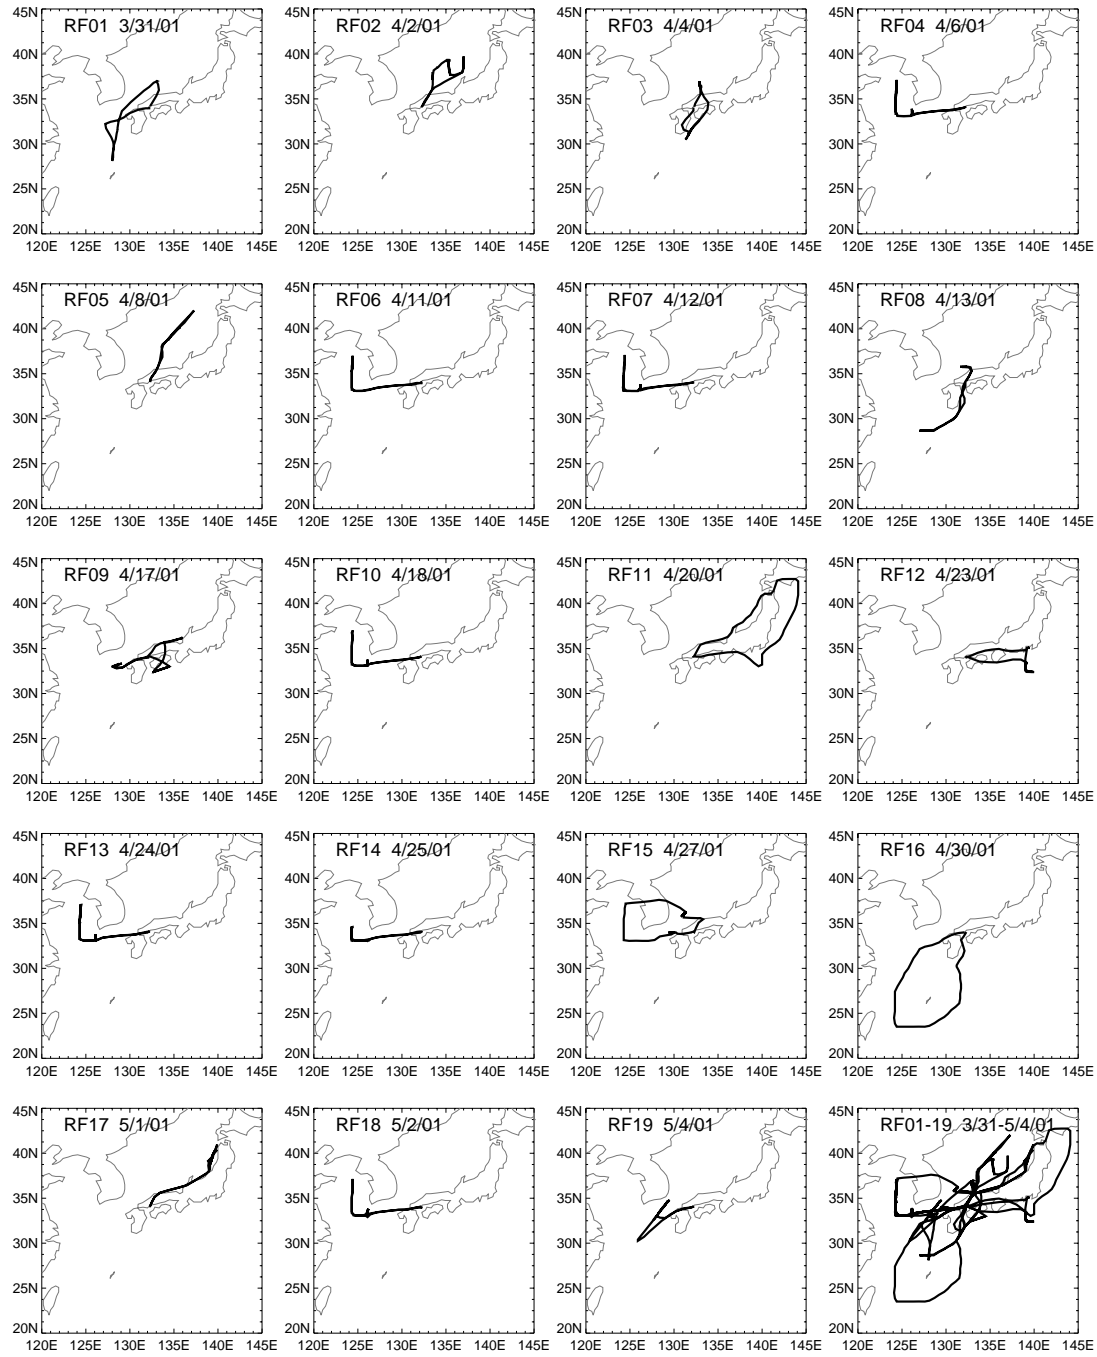 RF01 3/31/01
45N
40N
35N
30N
25N
20N
120E 125E 130E 135E 140E 145E
RF02 4/2/01
45N
40N
35N
30N
25N
20N
120E 125E 130E 135E 140E 145E
RF03 4/4/01
45N
40N
35N
30N
25N
20N
120E 125E 130E 135E 140E 145E
RF04 4/6/01
45N
40N
35N
30N
25N
20N
120E 125E 130E 135E 140E 145E
RF05 4/8/01
45N
40N
35N
30N
25N
20N
120E 125E 130E 135E 140E 145E
RF06 4/11/01
45N
40N
35N
30N
25N
20N
120E 125E 130E 135E 140E 145E
RF07 4/12/01
45N
40N
35N
30N
25N
20N
120E 125E 130E 135E 140E 145E
RF08 4/13/01
45N
40N
35N
30N
25N
20N
120E 125E 130E 135E 140E 145E
RF09 4/17/01
45N
40N
35N
30N
25N
20N
120E 125E 130E 135E 140E 145E
RF10 4/18/01
45N
40N
35N
30N
25N
20N
120E 125E 130E 135E 140E 145E
RF11 4/20/01
45N
40N
35N
30N
25N
20N
120E 125E 130E 135E 140E 145E
RF12 4/23/01
45N
40N
35N
30N
25N
20N
120E 125E 130E 135E 140E 145E
RF13 4/24/01
45N
40N
35N
30N
25N
20N
120E 125E 130E 135E 140E 145E
RF14 4/25/01
45N
40N
35N
30N
25N
20N
120E 125E 130E 135E 140E 145E
RF15 4/27/01
45N
40N
35N
30N
25N
20N
120E 125E 130E 135E 140E 145E
RF16 4/30/01
45N
40N
35N
30N
25N
20N
120E 125E 130E 135E 140E 145E
RF17 5/1/01
45N
40N
35N
30N
25N
20N
120E 125E 130E 135E 140E 145E
RF18 5/2/01
45N
40N
35N
30N
25N
20N
120E 125E 130E 135E 140E 145E
RF19 5/4/01
45N
40N
35N
30N
25N
20N
120E 125E 130E 135E 140E 145E
RF01-19 3/31-5/4/01
45N
40N
35N
30N
25N
20N
120E 125E 130E 135E 140E 145E